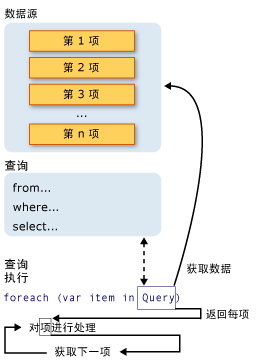 数据源
第 1 项
第 2 项
第 3 项
...
第 n 项
查询
from...
where...
select...
查询
执行
获取数据
foreach (var item in Query)
返回每项
对项进行处理
获取下一项